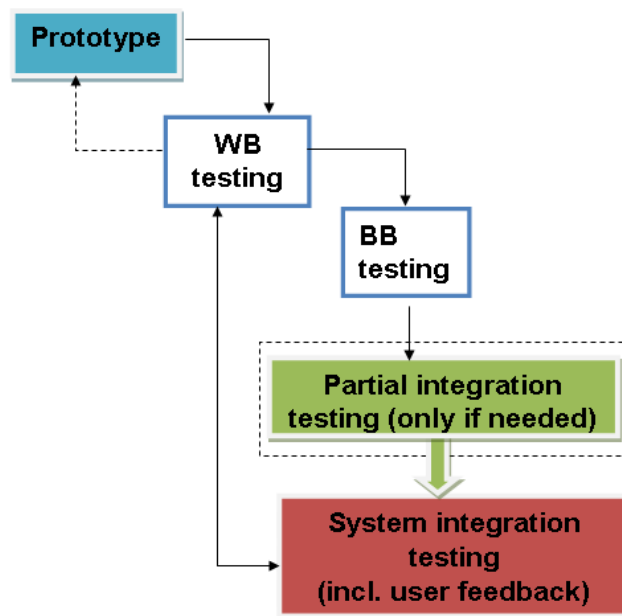 Prototype
WB
testing
BB
testing
Partial integration
testing (only if needed)
System integration
testing
(incl. user feedback)